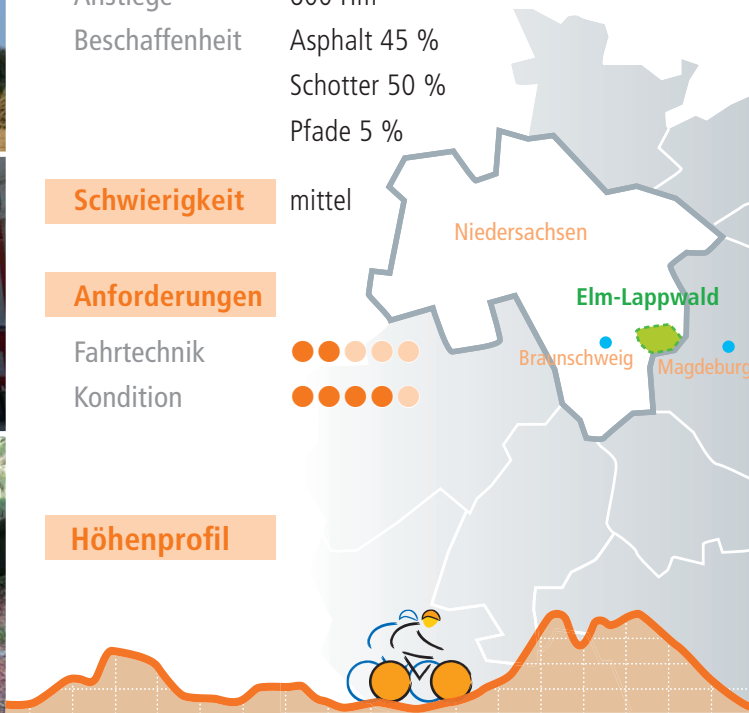 Beschaffenheit Asphalt 45 %
Schotter 50 %
Pfade 5 %
Schwierigkeit mittel
Niedersachsen
Anforderungen
Elm-Lappwald
Fahrtechnik
Braunschweig Magdeburg
Kondition
Höhenprofil